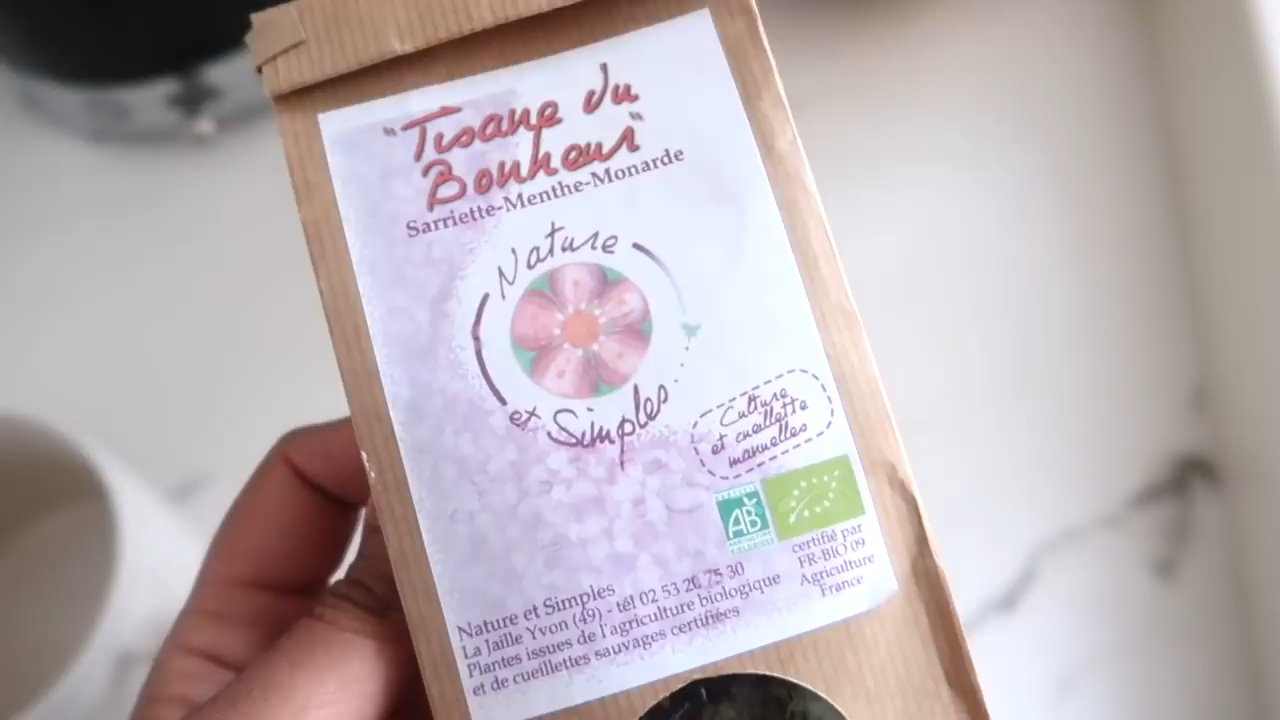 "Tisane du
Bonheur"
Sarriette-Menthe-Monarde
Nature
et Simples
Culture
et cueillette
manuelles
AB
AGRICULTURE
BIOLOGIQUE
certifié par
FR-BIO 09
Agriculture
France
Nature et Simples
La Jaille Yvon (49) - tél 02 53 20 75 30
Plantes issues de l'agriculture biologique
et de cueillettes sauvages certifiées